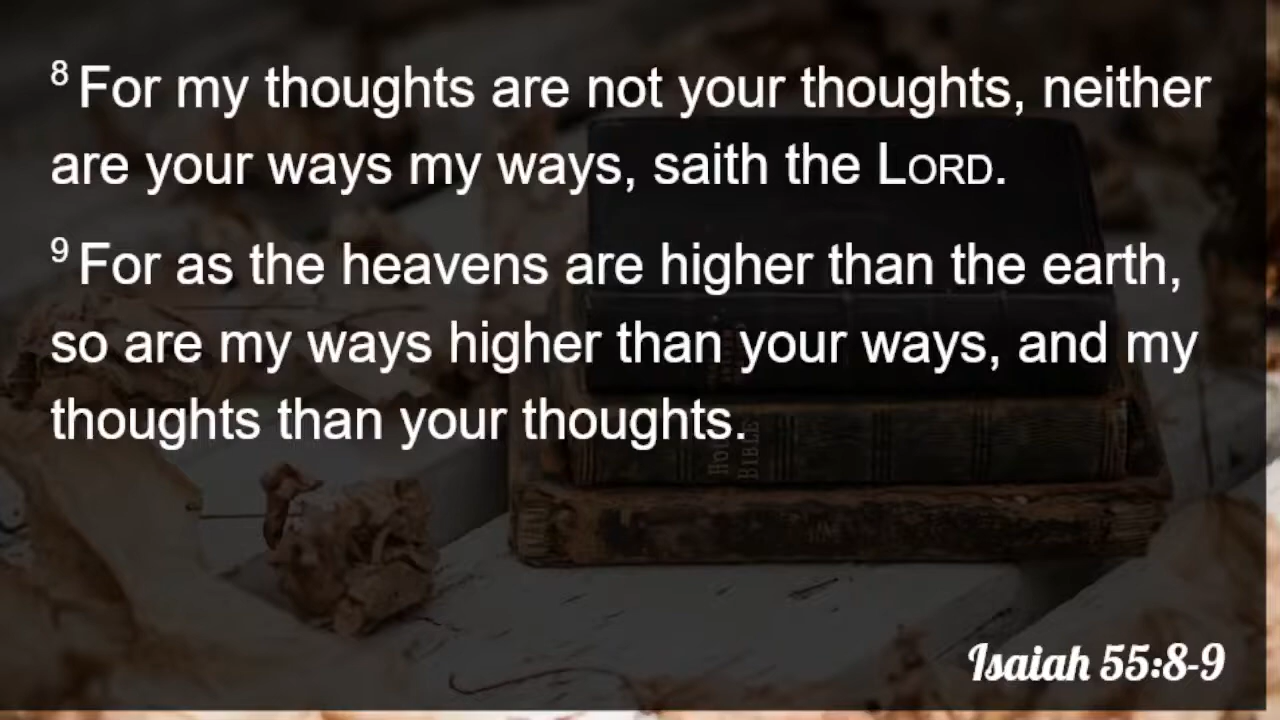 8 For my thoughts are not your thoughts, neither
are your ways my ways, saith the LORD.
9 For as the heavens are higher than the earth,
so are my ways higher than your ways, and my
thoughts than your thoughts.
HOLY
BIBLE
Isaiah 55:8-9